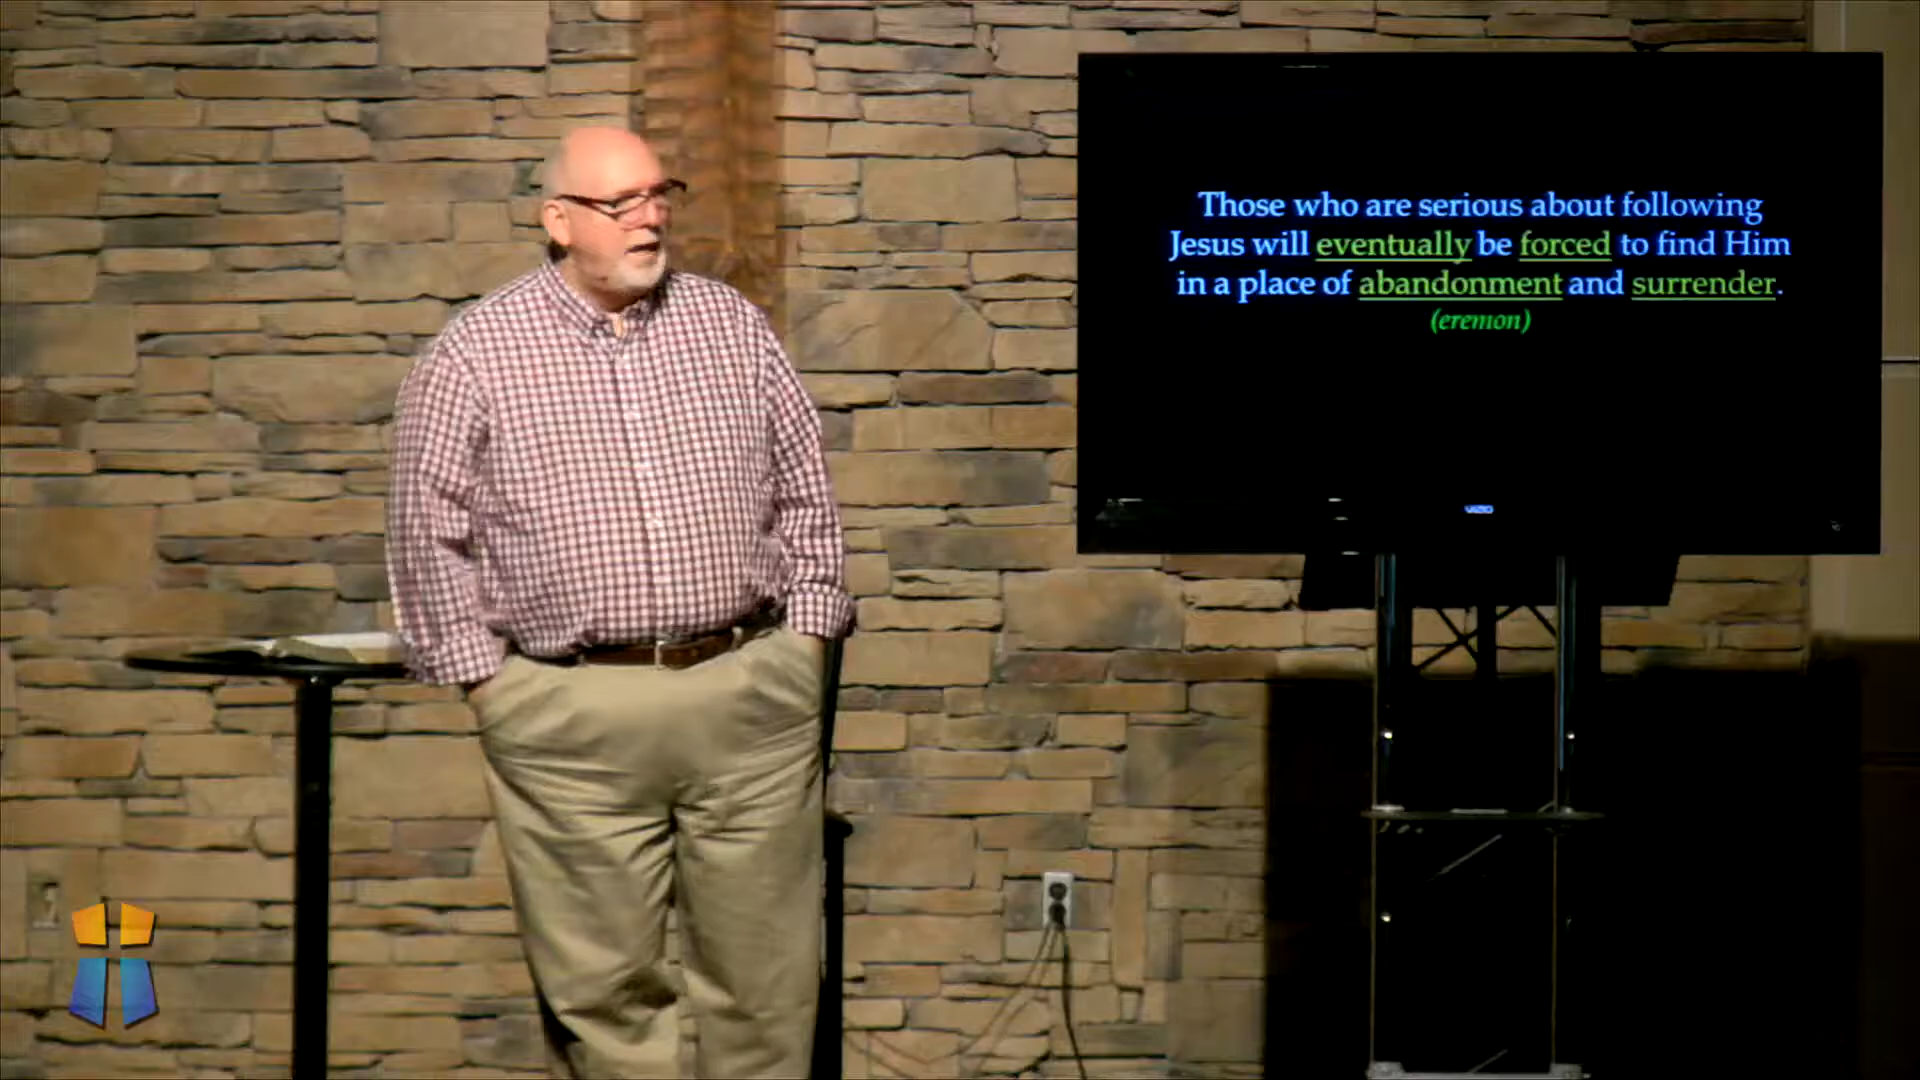 Those who are serious about following
Jesus will eventually be forced to find Him
in a place of abandonment and surrender.
(eremon)
VIZIO